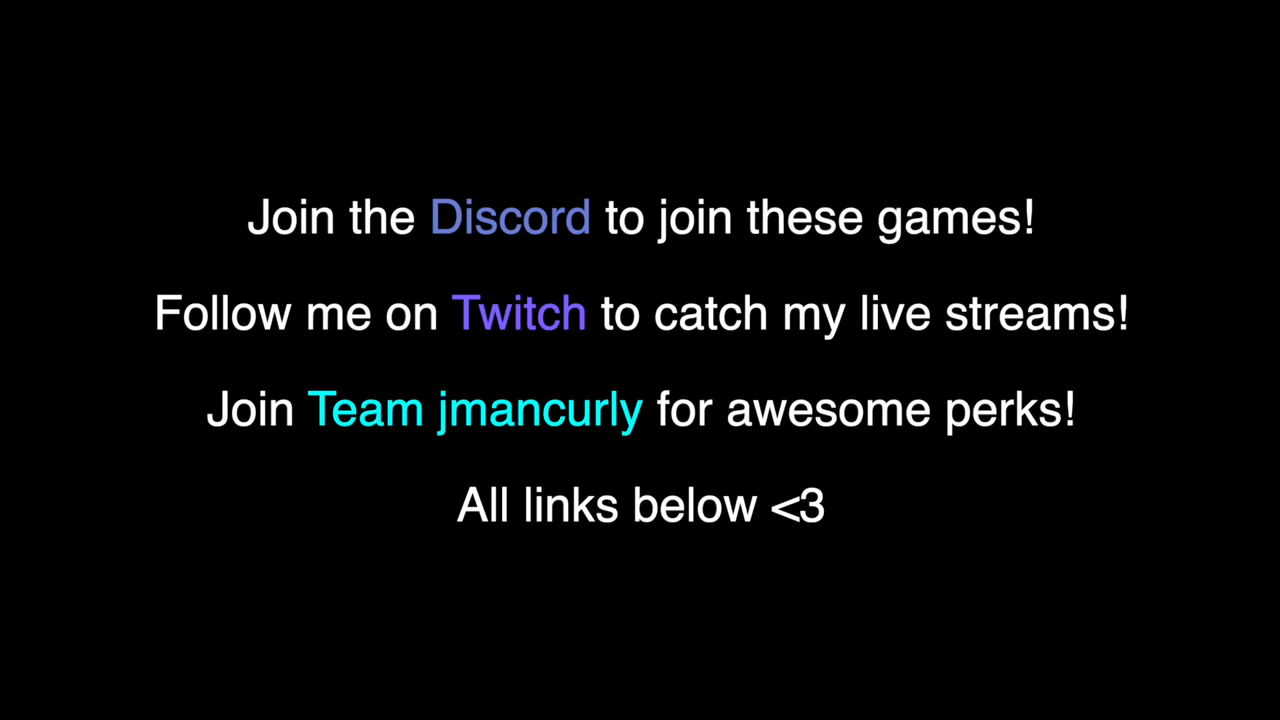 Join the Discord to join these games!
Follow me on Twitch to catch my live streams!
Join Team jmancurly for awesome perks!
All links below <3